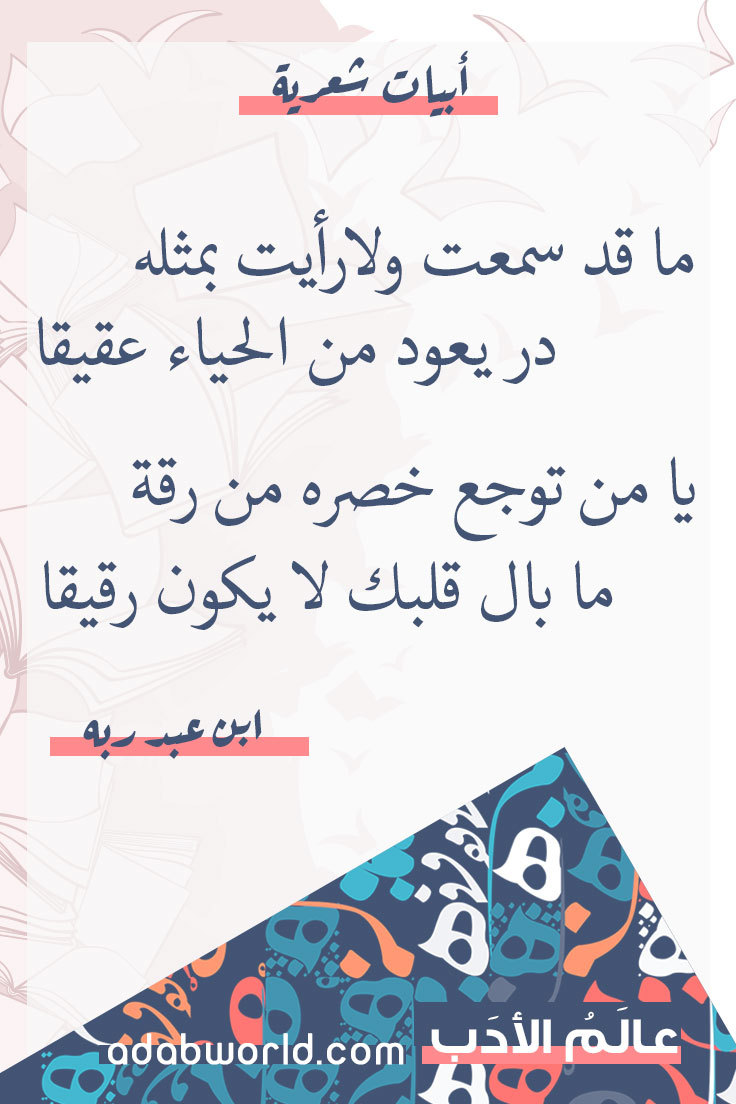 أبيات شعرية
ما قد سمعت ولارأيت بمثله
در يعود من الحياء عقيقا
يا من توجع خصره من رقة
ما بال قلبك لا يكون رقيقا
ابن عبد ربه
عالَمُ الأدَب
adabworld.com